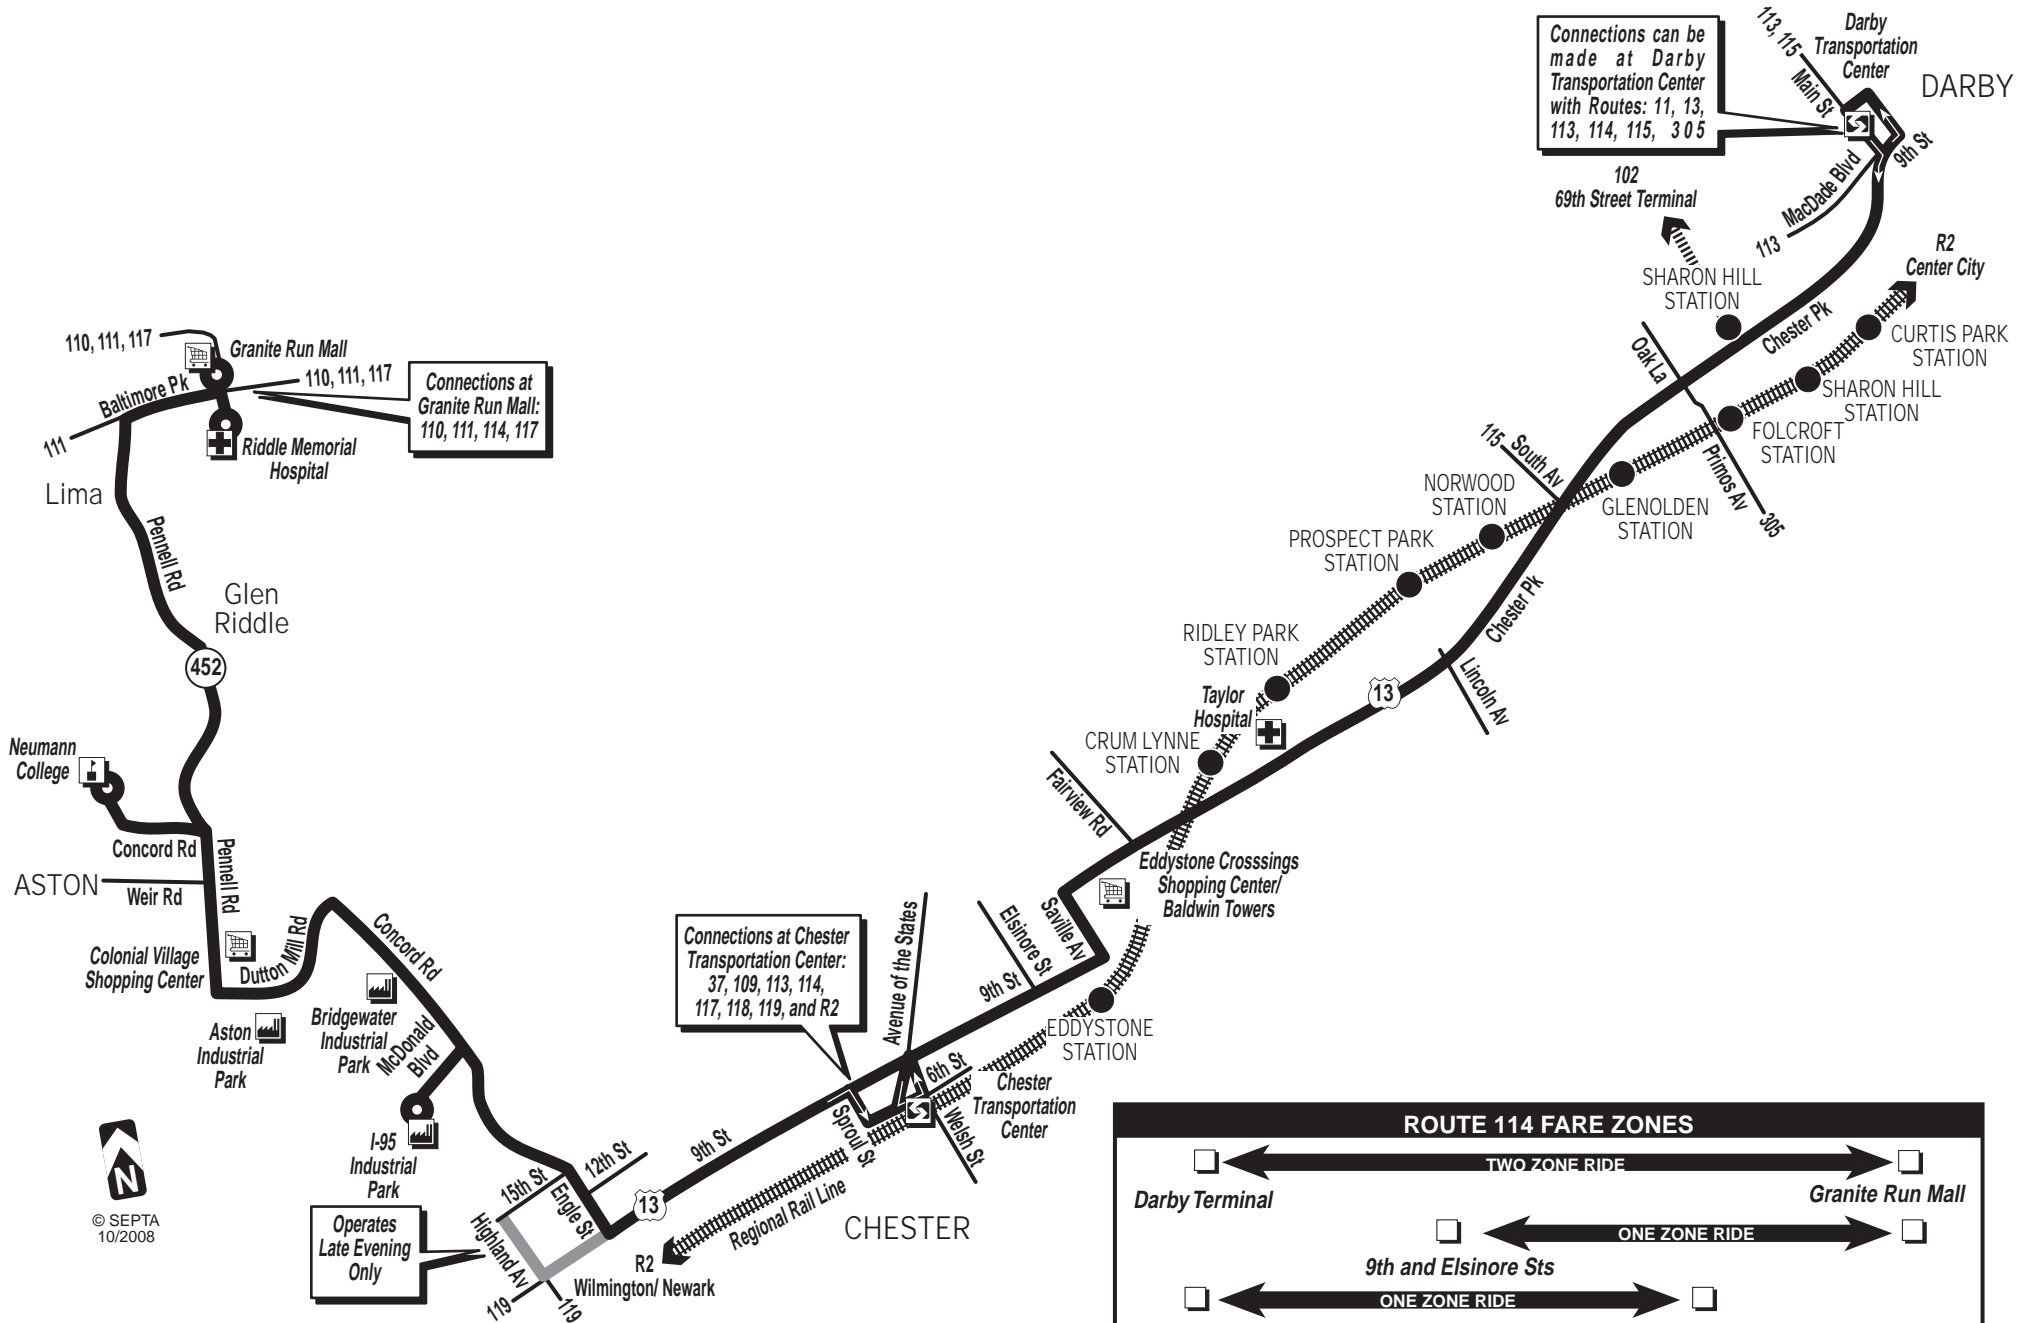 Connections can be
made at Darby
Transportation Center
with Routes: 11, 13,
113, 114, 115, 305
113, 115
Main St
Darby
Transportation
Center
DARBY
9th St
MacDade Blvd
113
102
69th Street Terminal
R2
Center City
SHARON HILL
STATION
Chester Pk
CURTIS PARK
STATION
Oak La
SHARON HILL
STATION
FOLCROFT
STATION
Primos Av
305
115
South Av
GLENOLDEN
STATION
NORWOOD
STATION
PROSPECT PARK
STATION
Chester Pk
RIDLEY PARK
STATION
Lincoln Av
13
Taylor
Hospital
CRUM LYNNE
STATION
Fairview Rd
Eddystone Crosssings
Shopping Center/
Baldwin Towers
Saville Av
Elsinore St
9th St
EDDYSTONE
STATION
Avenue of the States
Connections at Chester
Transportation Center:
37, 109, 113, 114,
117, 118, 119, and R2
6th St
Chester
Transportation
Center
Welsh St
Sproul St
9th St
Regional Rail Line
CHESTER
R2
Wilmington/ Newark
13
12th St
15th St
Engle St
Highland Av
119
119
Operates
Late Evening
Only
110, 111, 117
Granite Run Mall
110, 111, 117
Baltimore Pk
111
Connections at
Granite Run Mall:
110, 111, 114, 117
Riddle Memorial
Hospital
Lima
Pennell Rd
Glen
Riddle
452
Neumann
College
Concord Rd
Pennell Rd
ASTON
Weir Rd
Colonial Village
Shopping Center
Dutton Mill Rd
Concord Rd
Aston
Industrial
Park
Bridgewater
Industrial
Park
McDonald
Blvd
I-95
Industrial
Park
N
© SEPTA
10/2008
ROUTE 114 FARE ZONES
TWO ZONE RIDE
Darby Terminal
Granite Run Mall
ONE ZONE RIDE
9th and Elsinore Sts
ONE ZONE RIDE